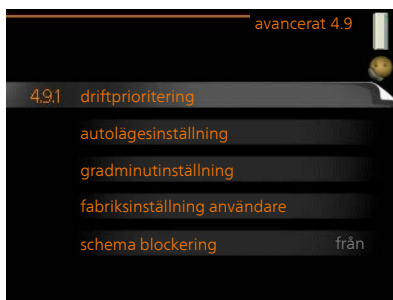 avancerat 4.9
4.9.1 driftprioritering
autolägesinställning
gradminutinställning
fabriksinställning användare
schema blockering från